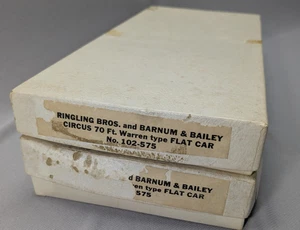 RINGLING BROS. and BARNUM & BAILEY
CIRCUS 70 Ft. Warren type FLAT CAR
No. 102-575
d BARNUM & BAILEY
en type FLAT CAR
575